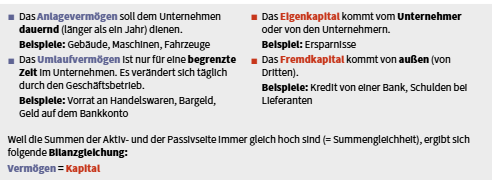 ■ Das Anlagevermögen soll dem Unternehmen
dauernd (länger als ein Jahr) dienen.
Beispiele: Gebäude, Maschinen, Fahrzeuge
■ Das Umlaufvermögen ist nur für eine begrenzte
Zeit im Unternehmen. Es verändert sich täglich
durch den Geschäftsbetrieb.
Beispiele: Vorrat an Handelswaren, Bargeld,
Geld auf dem Bankkonto
■ Das Eigenkapital kommt vom Unternehmer
oder von den Unternehmern.
Beispiel: Ersparnisse
■ Das Fremdkapital kommt von außen (von
Dritten).
Beispiele: Kredit von einer Bank, Schulden bei
Lieferanten
Weil die Summen der Aktiv- und der Passivseite immer gleich hoch sind (= Summengleichheit), ergibt sich
folgende Bilanzgleichung:
Vermögen = Kapital